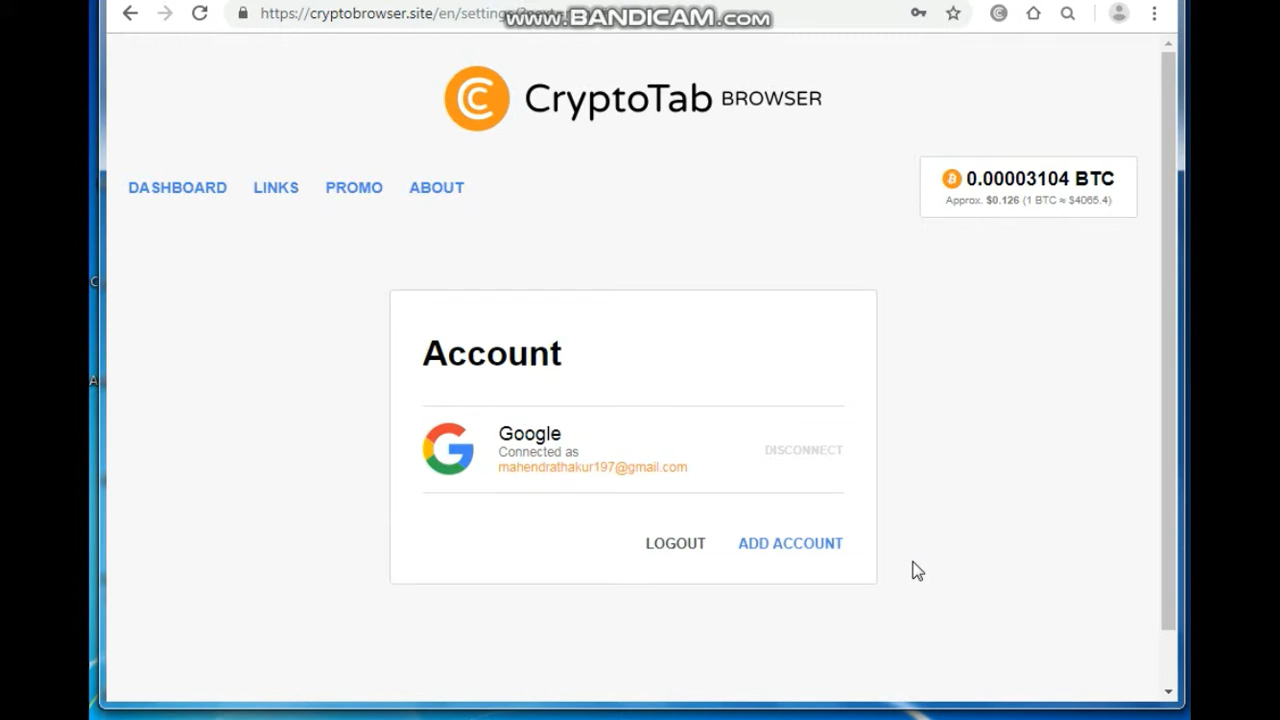 https://cryptobrowser.site/en/settings
WWW.BANDICAM.COM
CryptoTab BROWSER
DASHBOARD LINKS PROMO ABOUT
0.00003104 BTC
Approx. $0.126 (1 BTC ≈ $4065.4)
Account
Google
Connected as
DISCONNECT
mahendrathakur197@gmail.com
LOGOUT ADD ACCOUNT